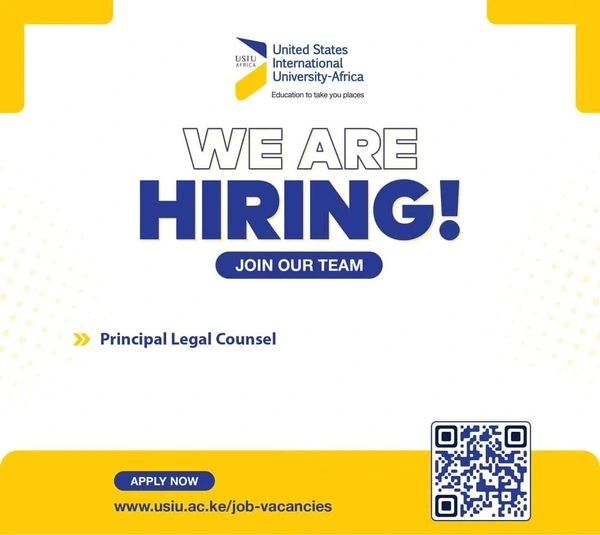 USIU
AFRICA
United States
International
University-Africa
Education to take you places
WE ARE
HIRING!
JOIN OUR TEAM
Principal Legal Counsel
APPLY NOW
www.usiu.ac.ke/job-vacancies